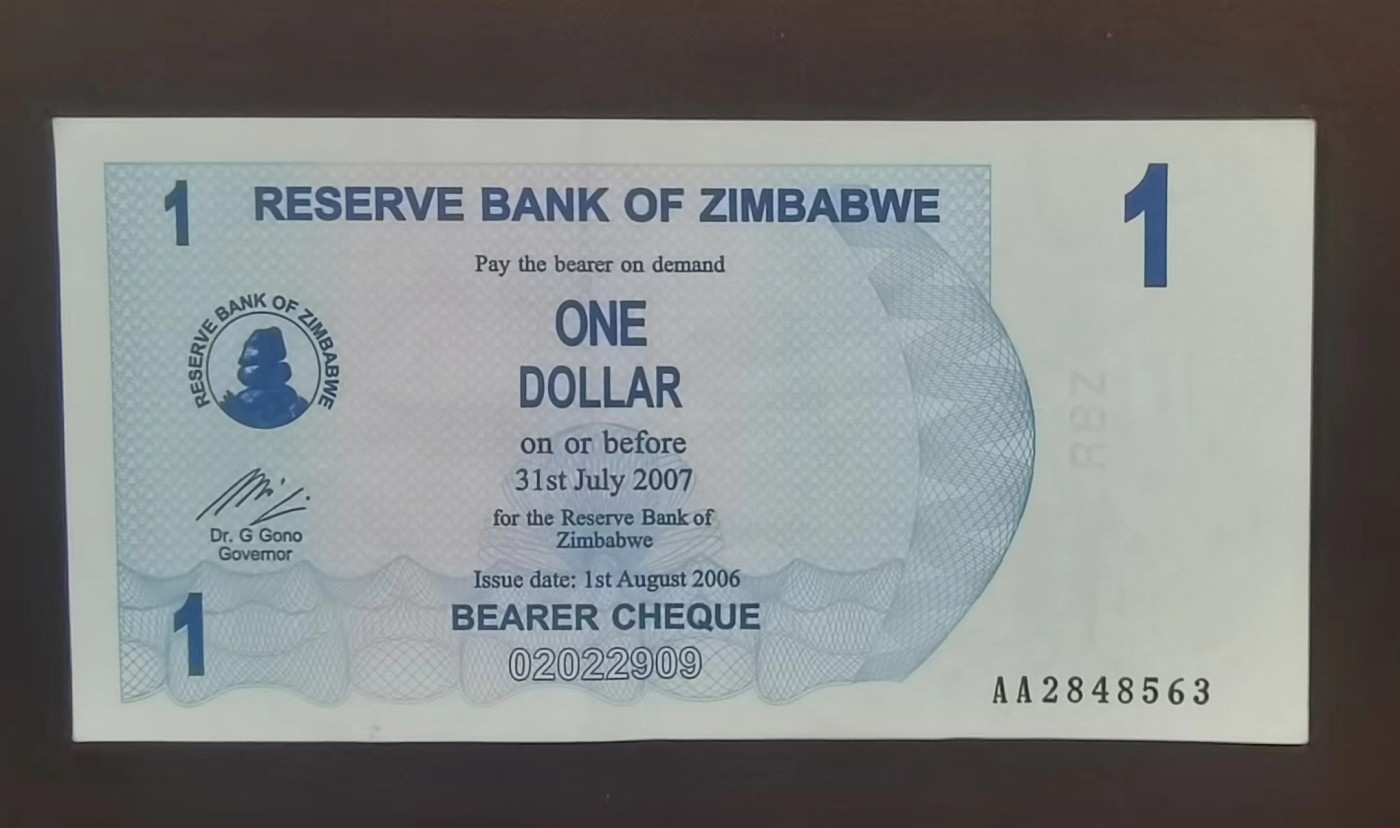 1
RESERVE BANK OF ZIMBABWE
1
Pay the bearer on demand
ONE
DOLLAR
RESERVE BANK OF ZIMBABWE
on or before
31st July 2007
for the Reserve Bank of
Zimbabwe
Dr. G Gono
Governor
Issue date: 1st August 2006
1
BEARER CHEQUE
02022909
RBZ
AA2848563